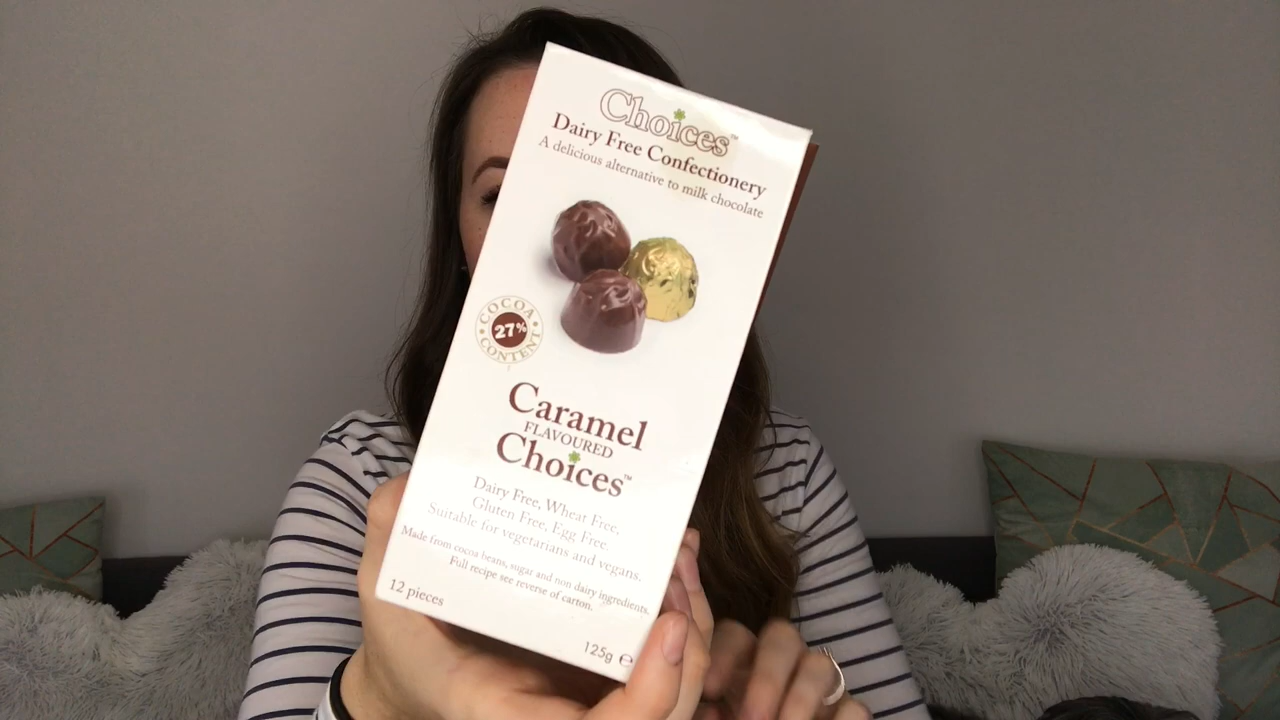 Choices™
Dairy Free Confectionery
A delicious alternative to milk chocolate
COCOA
27%
CONTENT
Caramel
FLAVOURED
Choices™
Dairy Free, Wheat Free,
Gluten Free, Egg Free.
Suitable for vegetarians and vegans.
Made from cocoa beans, sugar and non dairy ingredients.
Full recipe see reverse of carton.
12 pieces
125g ℮